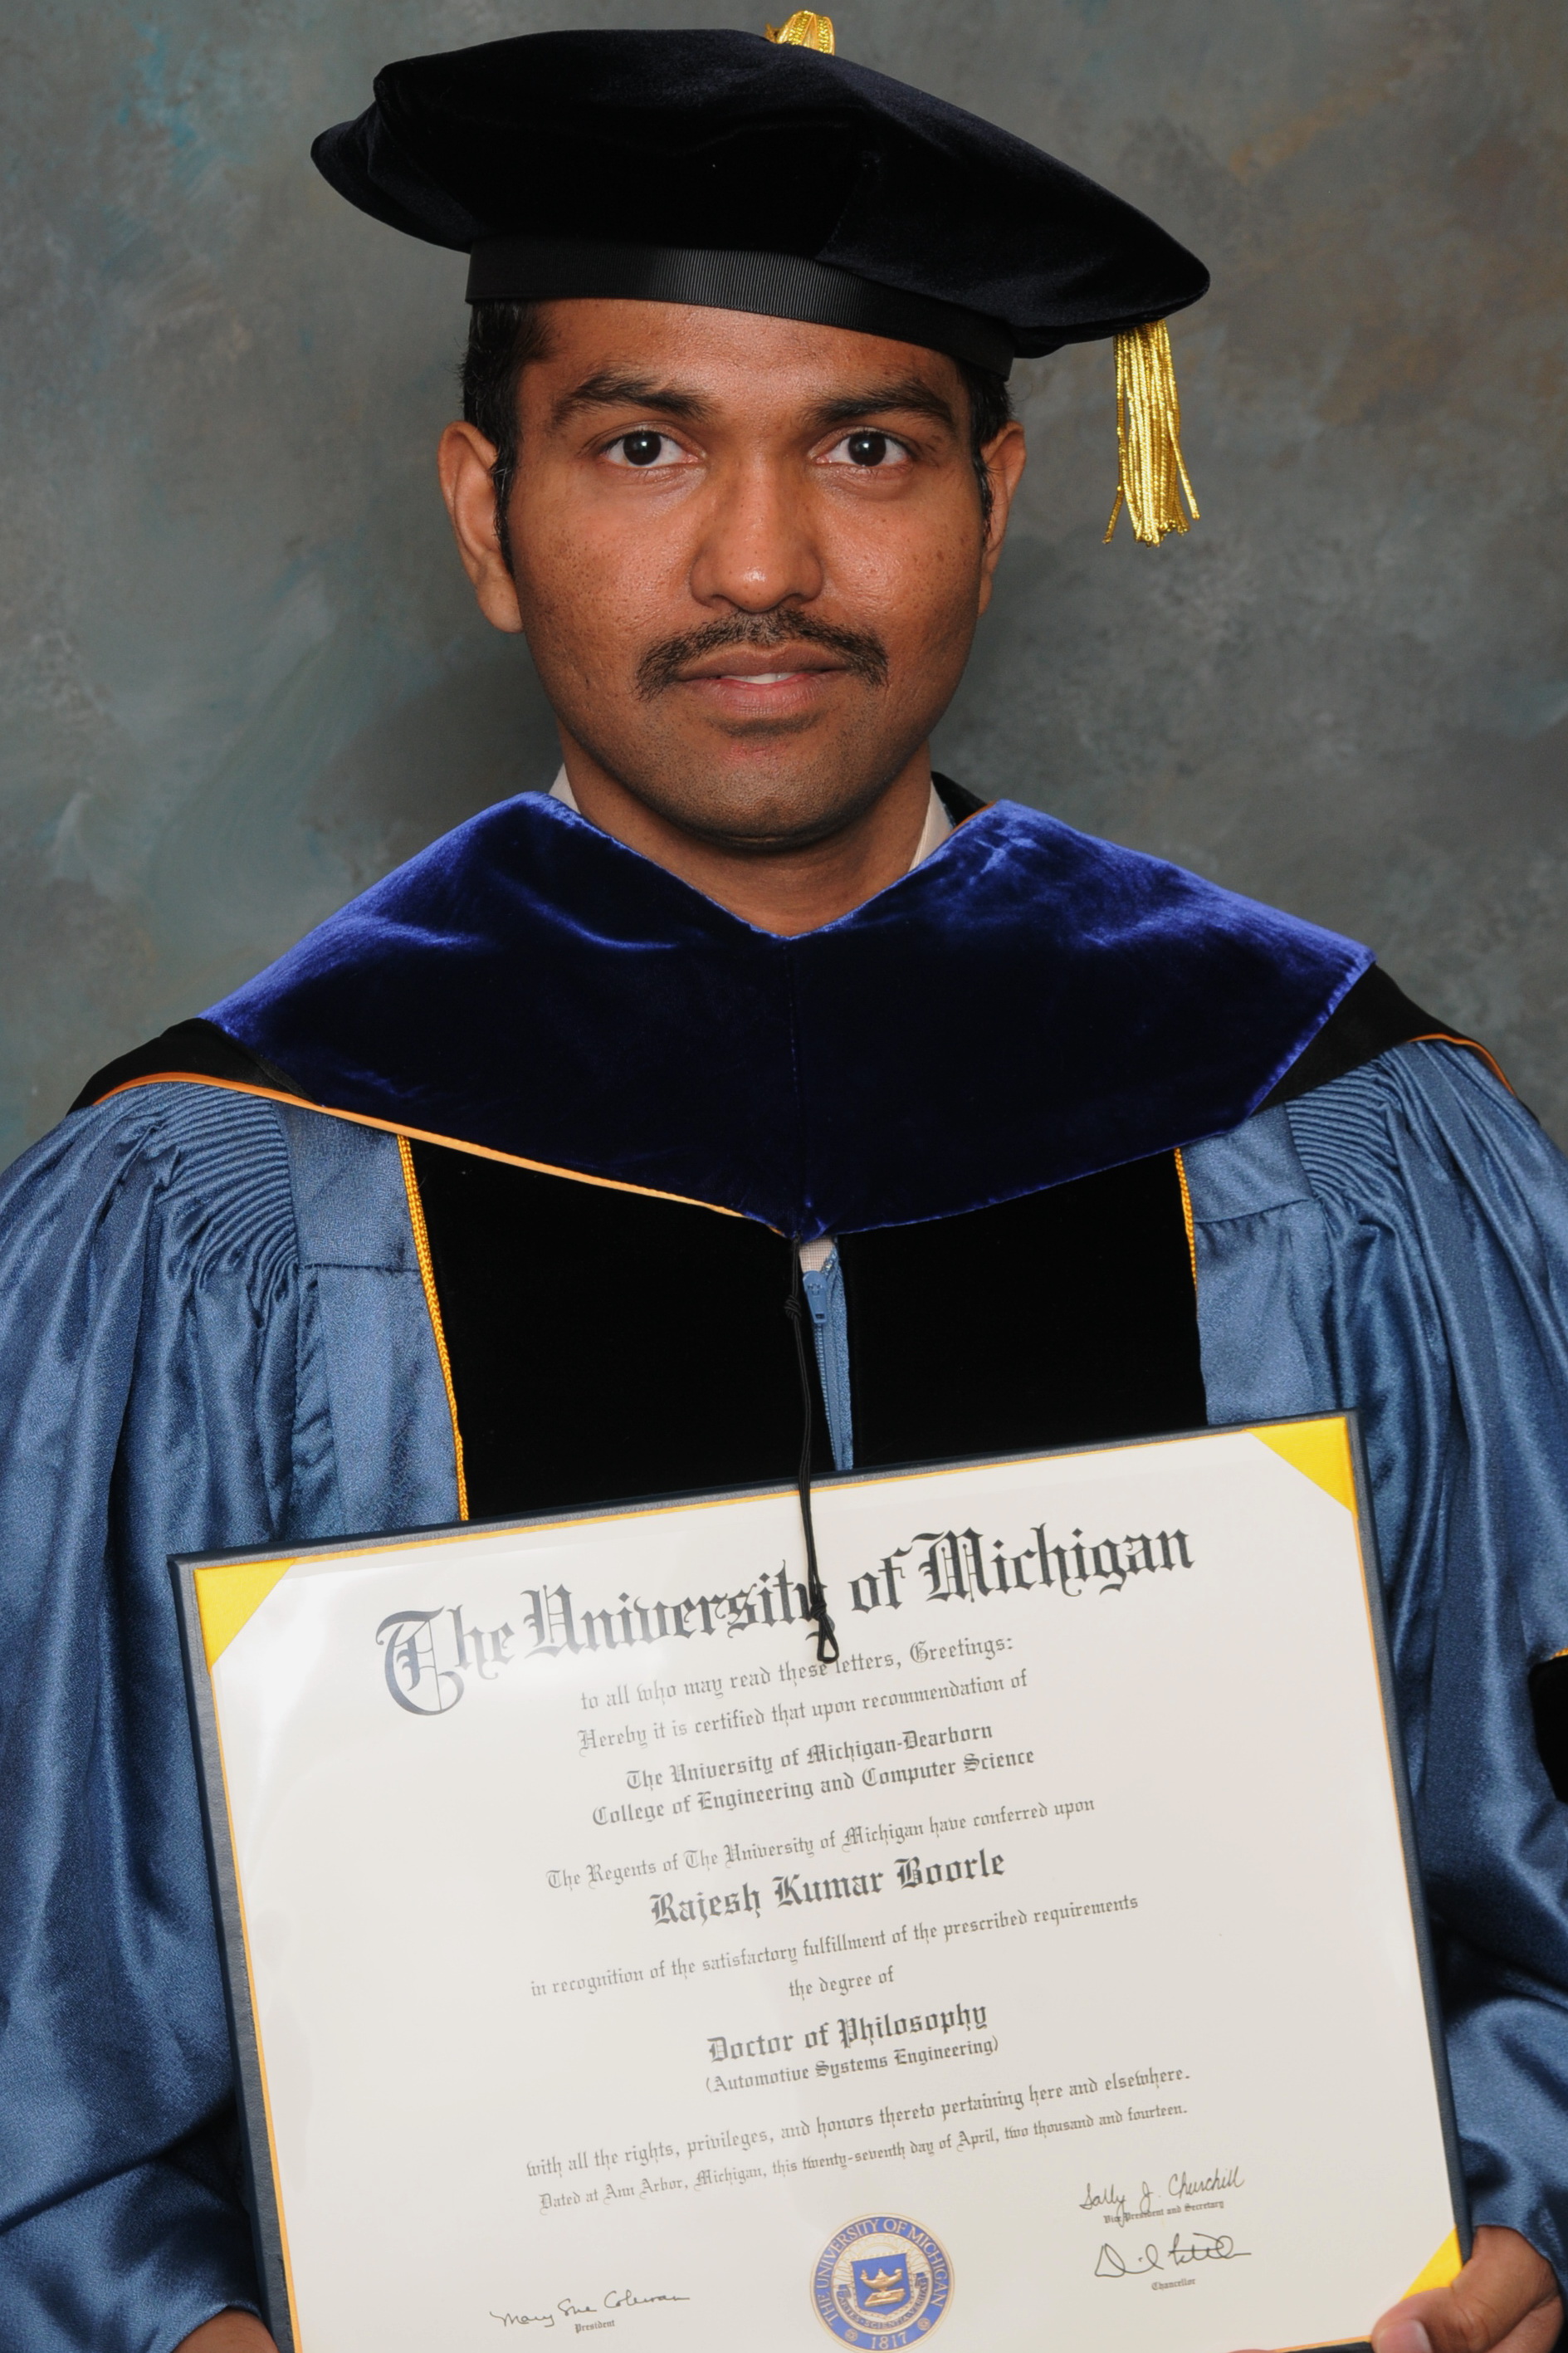 The University of Michigan
to all who may read these letters, Greetings:
Hereby it is certified that upon recommendation of
The University of Michigan-Dearborn
College of Engineering and Computer Science
The Regents of The University of Michigan have conferred upon
Rajesh Kumar Boorle
in recognition of the satisfactory fulfillment of the prescribed requirements
the degree of
Doctor of Philosophy
(Automotive Systems Engineering)
with all the rights, privileges, and honors thereto pertaining here and elsewhere.
Dated at Ann Arbor, Michigan, this twenty-seventh day of April, two thousand and fourteen.
Sally J. Churchill
Vice President and Secretary
Chancellor
Mary Sue Coleman
President
THE UNIVERSITY OF MICHIGAN
1817